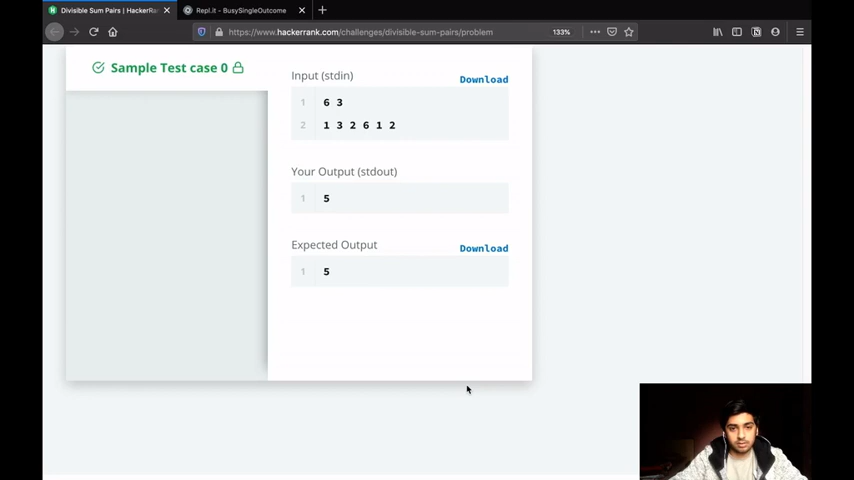 Divisible Sum Pairs | HackerRan
Repl.it - BusySingleOutcome
https://www.hackerrank.com/challenges/divisible-sum-pairs/problem
133%
Sample Test case 0
Input (stdin)
Download
1 6 3
2 1 3 2 6 1 2
Your Output (stdout)
1 5
Expected Output
Download
1 5